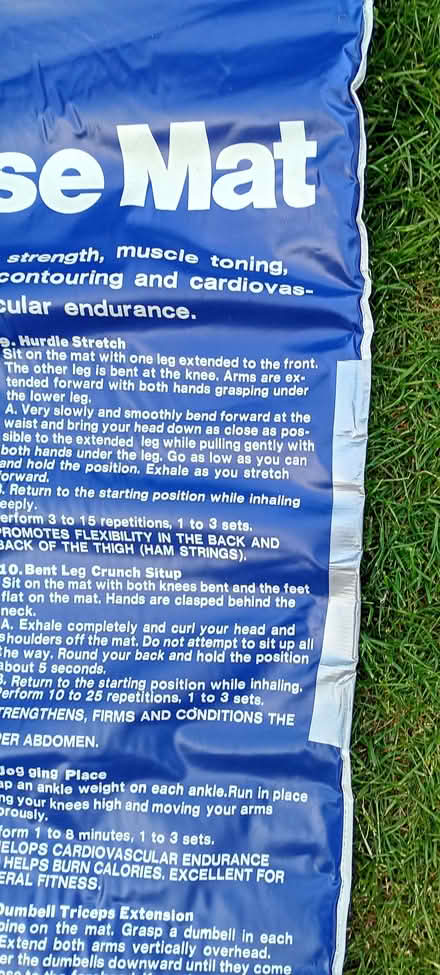 se Mat
strength, muscle toning,
contouring and cardiovas-
cular endurance.
9. Hurdle Stretch
Sit on the mat with one leg extended to the front.
The other leg is bent at the knee. Arms are ex-
tended forward with both hands grasping under
the lower leg.
A. Very slowly and smoothly bend forward at the
waist and bring your head down as close as pos-
sible to the extended leg while pulling gently with
both hands under the leg. Go as low as you can
and hold the position. Exhale as you stretch
forward.
. Return to the starting position while inhaling
eeply.
erform 3 to 15 repetitions, 1 to 3 sets.
PROMOTES FLEXIBILITY IN THE BACK AND
BACK OF THE THIGH (HAM STRINGS).
10. Bent Leg Crunch Situp
Sit on the mat with both knees bent and the feet
flat on the mat. Hands are clasped behind the
neck.
A. Exhale completely and curl your head and
shoulders off the mat. Do not attempt to sit up all
the way. Round your back and hold the position
about 5 seconds.
B. Return to the starting position while inhaling.
Perform 10 to 25 repetitions, 1 to 3 sets.
TRENGTHENS, FIRMS AND CONDITIONS THE
PER ABDOMEN.
Jog ging Place
ap an ankle weight on each ankle.Run in place
ng your knees high and moving your arms
orously.
form 1 to 8 minutes, 1 to 3 sets.
ELOPS CARDIOVASCULAR ENDURANCE
HELPS BURN CALORIES. EXCELLENT FOR
ERAL FITNESS.
Dumbell Triceps Extension
pine on the mat. Grasp a dumbell in each
Extend both arms vertically overhead.
er the dumbells downward until they come